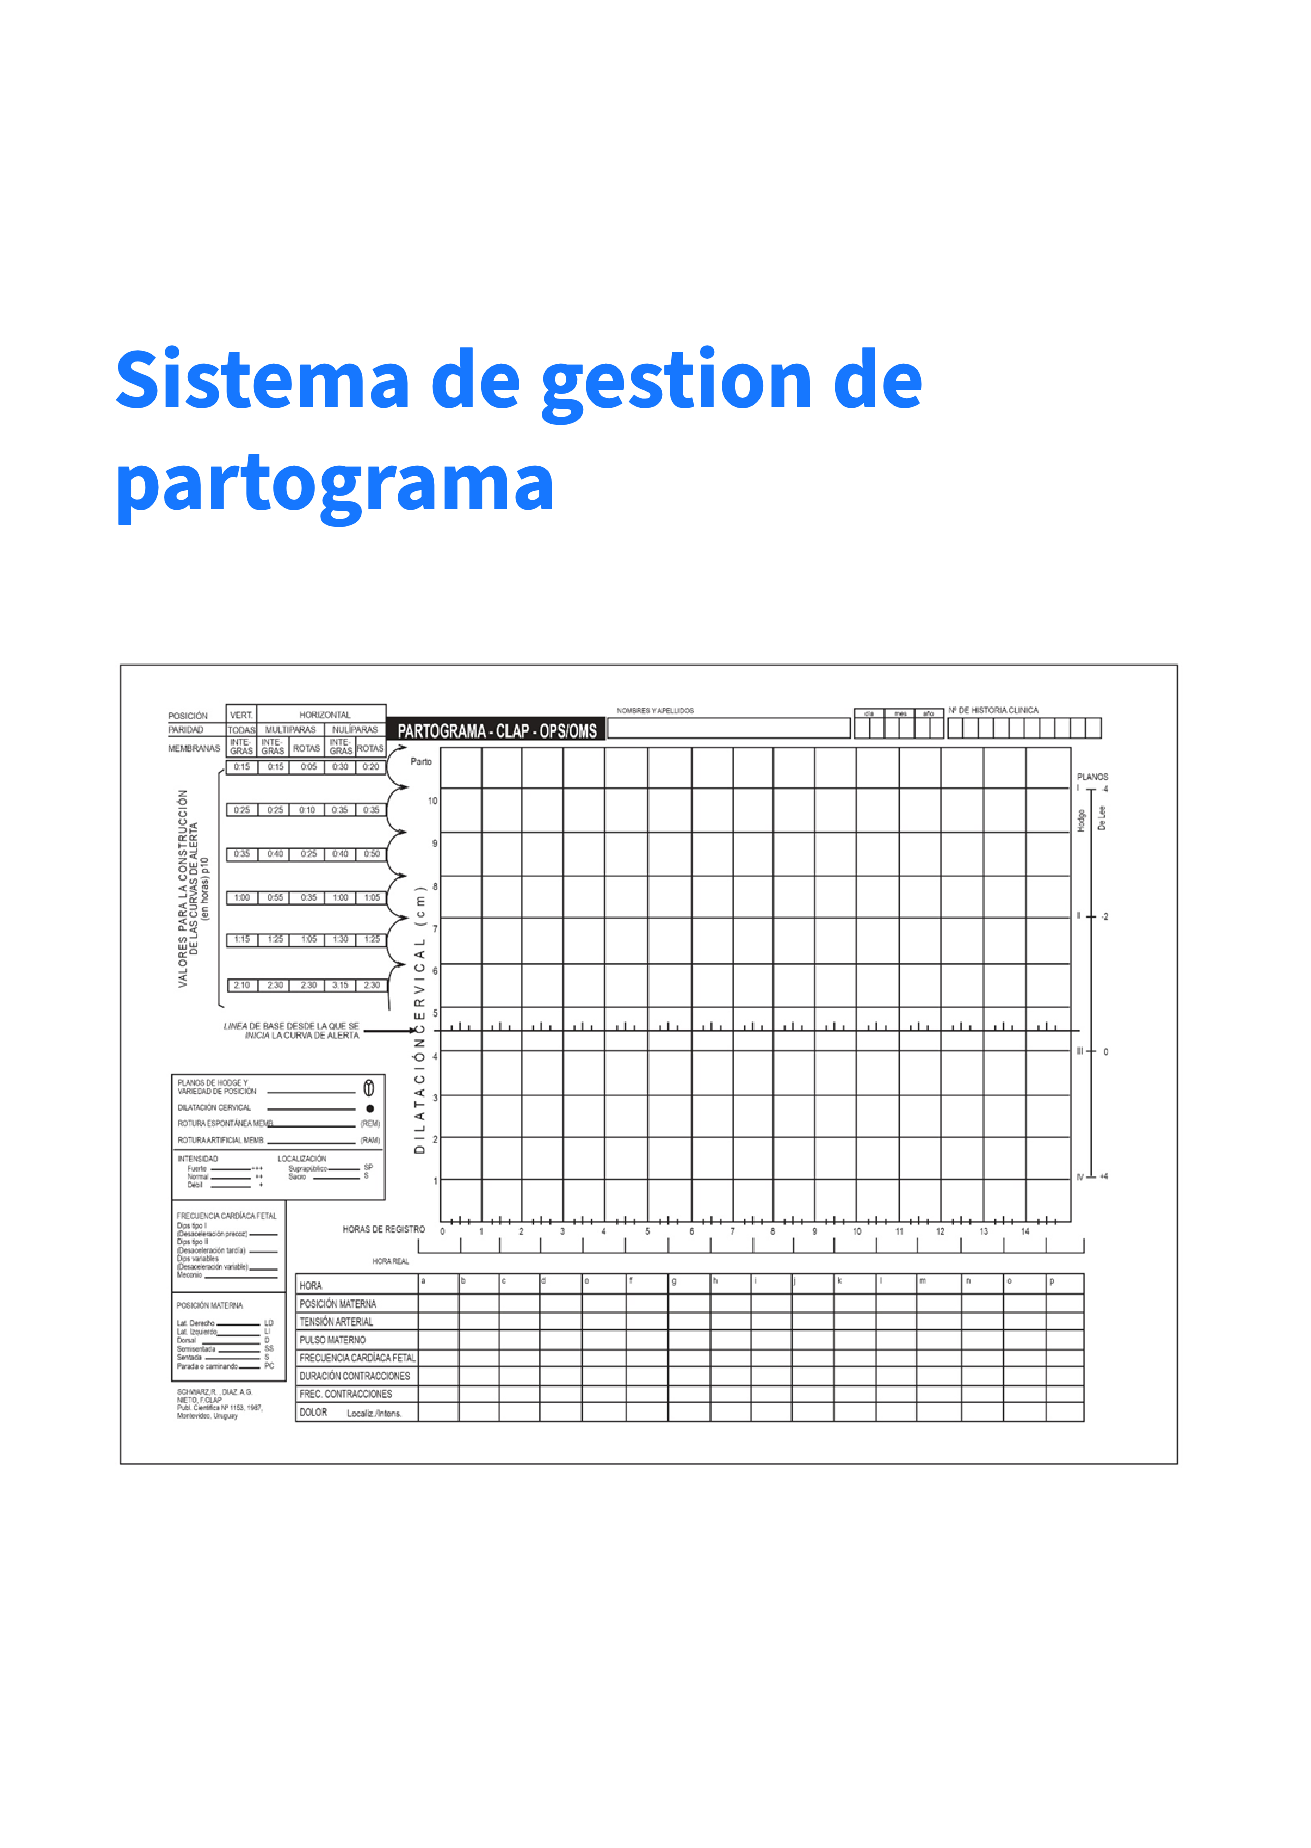 Sistema de gestion de
partograma
POSICIÓN VERT. HORIZONTAL
PARIDAD TODAS MULTIPARAS NULÍPARAS
MEMBRANAS INTE- GRAS INTE- GRAS ROTAS INTE- GRAS ROTAS
PARTOGRAMA - CLAP - OPS/OMS
NOMBRES Y APELLIDOS
día mes año
Nº DE HISTORIA CLINICA
0:15 0:15 0:05 0:30 0:20
0:25 0:25 0:10 0:35 0:35
0:35 0:40 0:25 0:40 0:50
1:00 0:55 0:35 1:00 1:05
1:15 1:25 1:05 1:30 1:25
2:10 2:30 2:30 3:15 2:30
VALORES PARA LA CONSTRUCCIÓN
DE LAS CURVAS DE ALERTA
(en horas) p10
LINEA DE BASE DESDE LA QUE SE
INICIA LA CURVA DE ALERTA
Parto
10
9
8
7
6
5
4
3
2
1
DILATACIÓN CERVICAL (cm)
PLANOS
Hodge De Lee
I -4
II -2
III 0
IV +4
PLANOS DE HODGE Y
VARIEDAD DE POSICIÓN
DILATACIÓN CERVICAL
ROTURA ESPONTÁNEA MEMB. (REM)
ROTURA ARTIFICIAL MEMB. (RAM)
INTENSIDAD LOCALIZACIÓN
Fuerte +++ Suprapúbico SP
Normal ++ Sacro S
Débil +
FRECUENCIA CARDÍACA FETAL
Dips tipo I
(Desaceleración precoz)
Dips tipo II
(Desaceleración tardía)
Dips variables
(Desaceleración variable)
Meconio
POSICIÓN MATERNA
Lat. Derecho LD
Lat. Izquierdo LI
Dorsal D
Semisentada SS
Sentada S
Parada o caminando PC
SCHWARZ,R., DIAZ, A.G.
NIETO, F/CLAP
Publ. Científica Nº 1153, 1987,
Montevideo, Uruguay
HORAS DE REGISTRO 0 1 2 3 4 5 6 7 8 9 10 11 12 13 14
HORA REAL
HORA a b c d e f g h i j k l m n o p
POSICIÓN MATERNA
TENSIÓN ARTERIAL
PULSO MATERNO
FRECUENCIA CARDÍACA FETAL
DURACIÓN CONTRACCIONES
FREC. CONTRACCIONES
DOLOR Localiz./Intens.